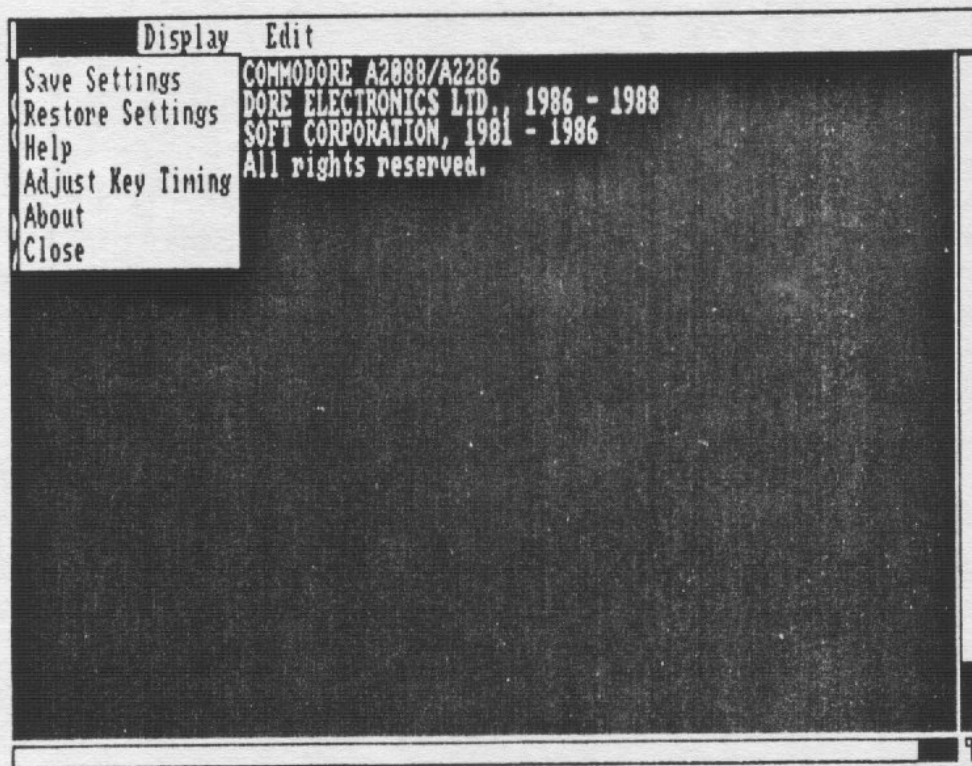 Display Edit
Save Settings
Restore Settings
Help
Adjust Key Timing
About
Close
COMMODORE A2088/A2286
DORE ELECTRONICS LTD., 1986 - 1988
SOFT CORPORATION, 1981 - 1986
All rights reserved.